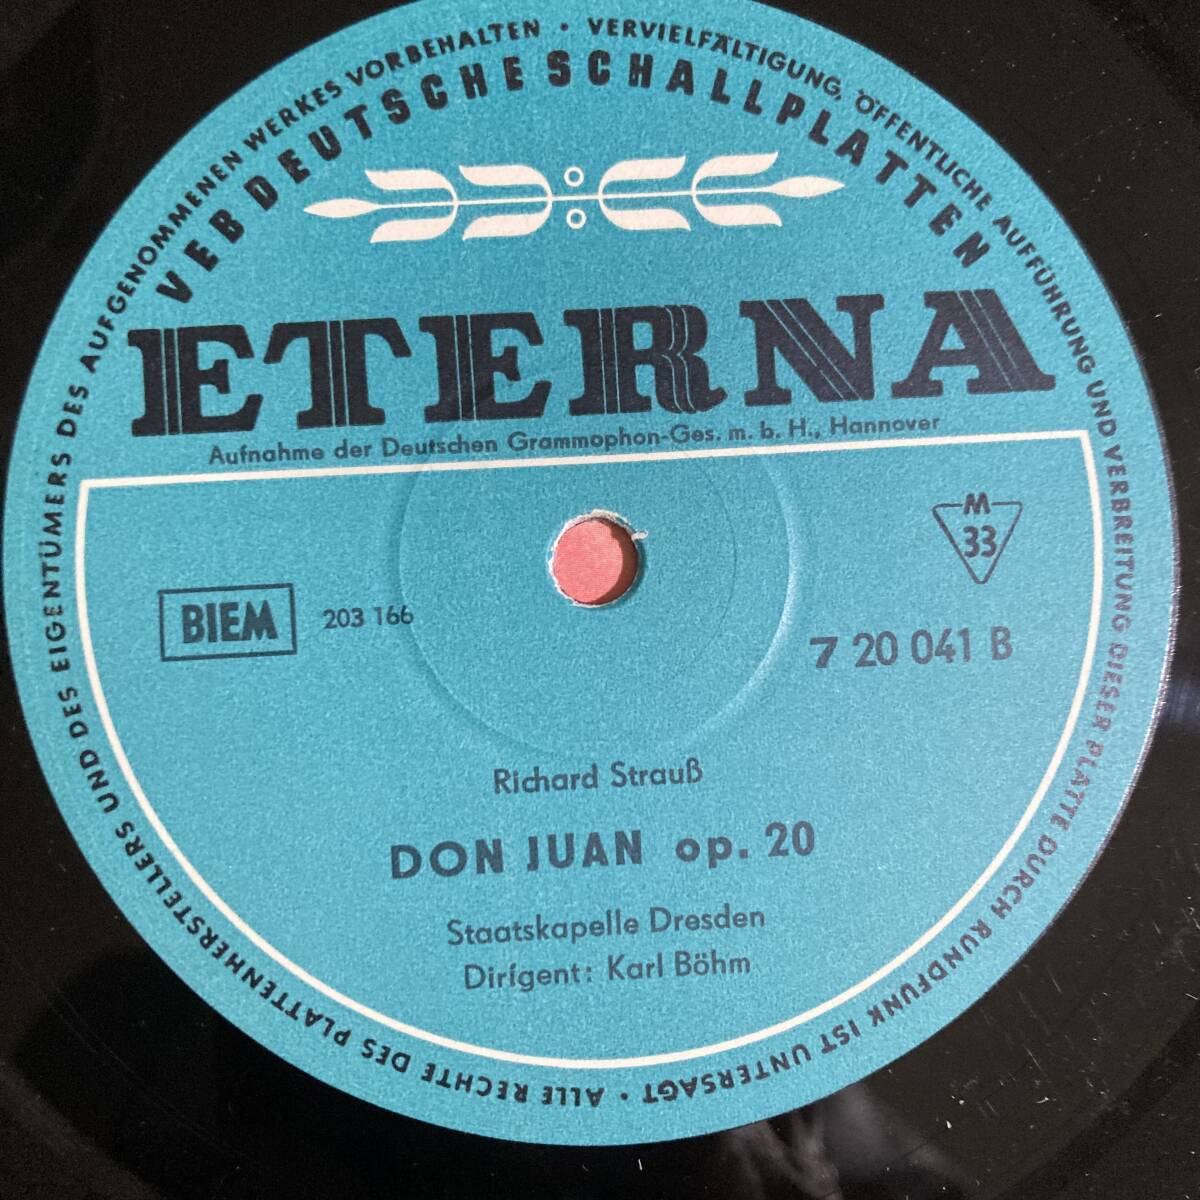 ALLE RECHTE DES PLATTENHERSTELLERS UND DES EIGENTÜMERS DES AUFGENOMMENEN WERKES VORBEHALTEN · VERVIELFÄLTIGUNG, ÖFFENTLICHE AUFFÜHRUNG UND VERBREITUNG DIESER PLATTE DURCH RUNDFUNK IST UNTERSAGT ·
VEB DEUTSCHE SCHALLPLATTEN
ETERNA
Aufnahme der Deutschen Grammophon-Ges. m. b. H., Hannover
M
33
BIEM 203 166
7 20 041 B
Richard Strauß
DON JUAN op. 20
Staatskapelle Dresden
Dirigent: Karl Böhm